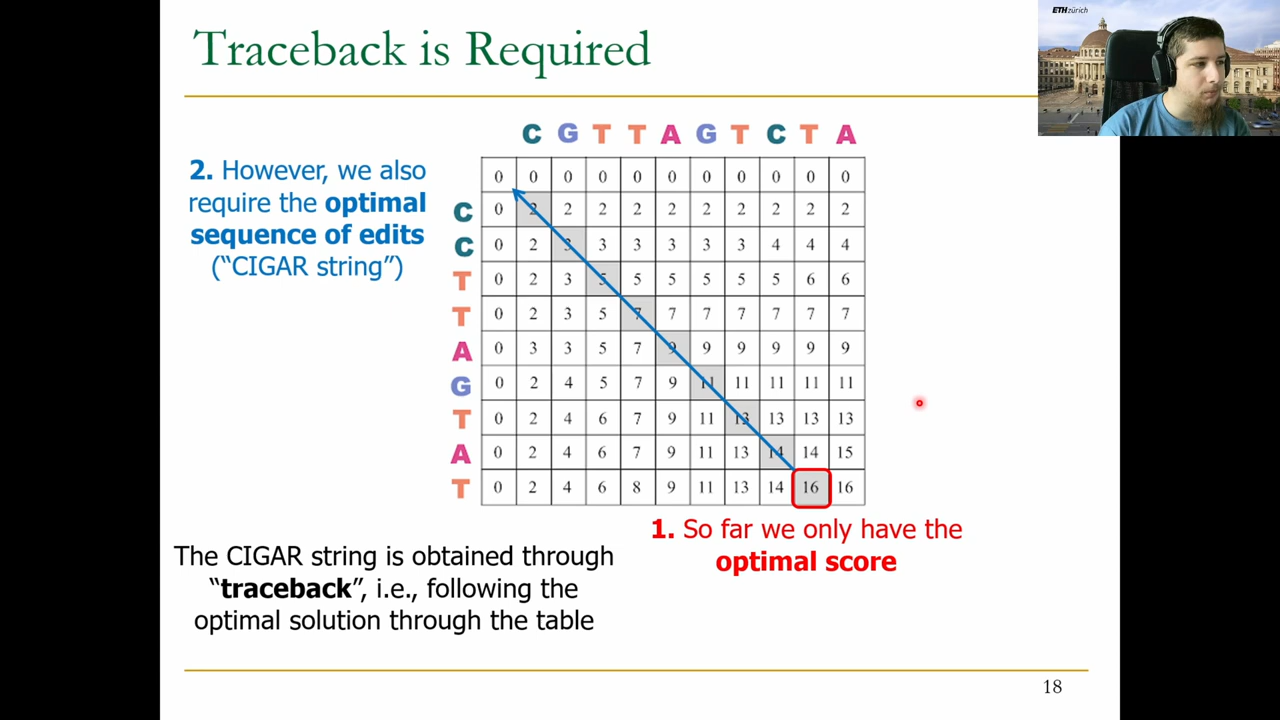 ETH zürich
Traceback is Required
2. However, we also
require the optimal
sequence of edits
("CIGAR string")
C G T T A G T C T A
0 0 0 0 0 0 0 0 0 0 0
C 0 2 2 2 2 2 2 2 2 2 2
C 0 2 3 3 3 3 3 3 4 4 4
T 0 2 3 5 5 5 5 5 5 6 6
T 0 2 3 5 7 7 7 7 7 7 7
A 0 3 3 5 7 9 9 9 9 9 9
G 0 2 4 5 7 9 11 11 11 11 11
T 0 2 4 6 7 9 11 13 13 13 13
A 0 2 4 6 7 9 11 13 14 14 15
T 0 2 4 6 8 9 11 13 14 16 16
1. So far we only have the
optimal score
The CIGAR string is obtained through
"traceback", i.e., following the
optimal solution through the table
18